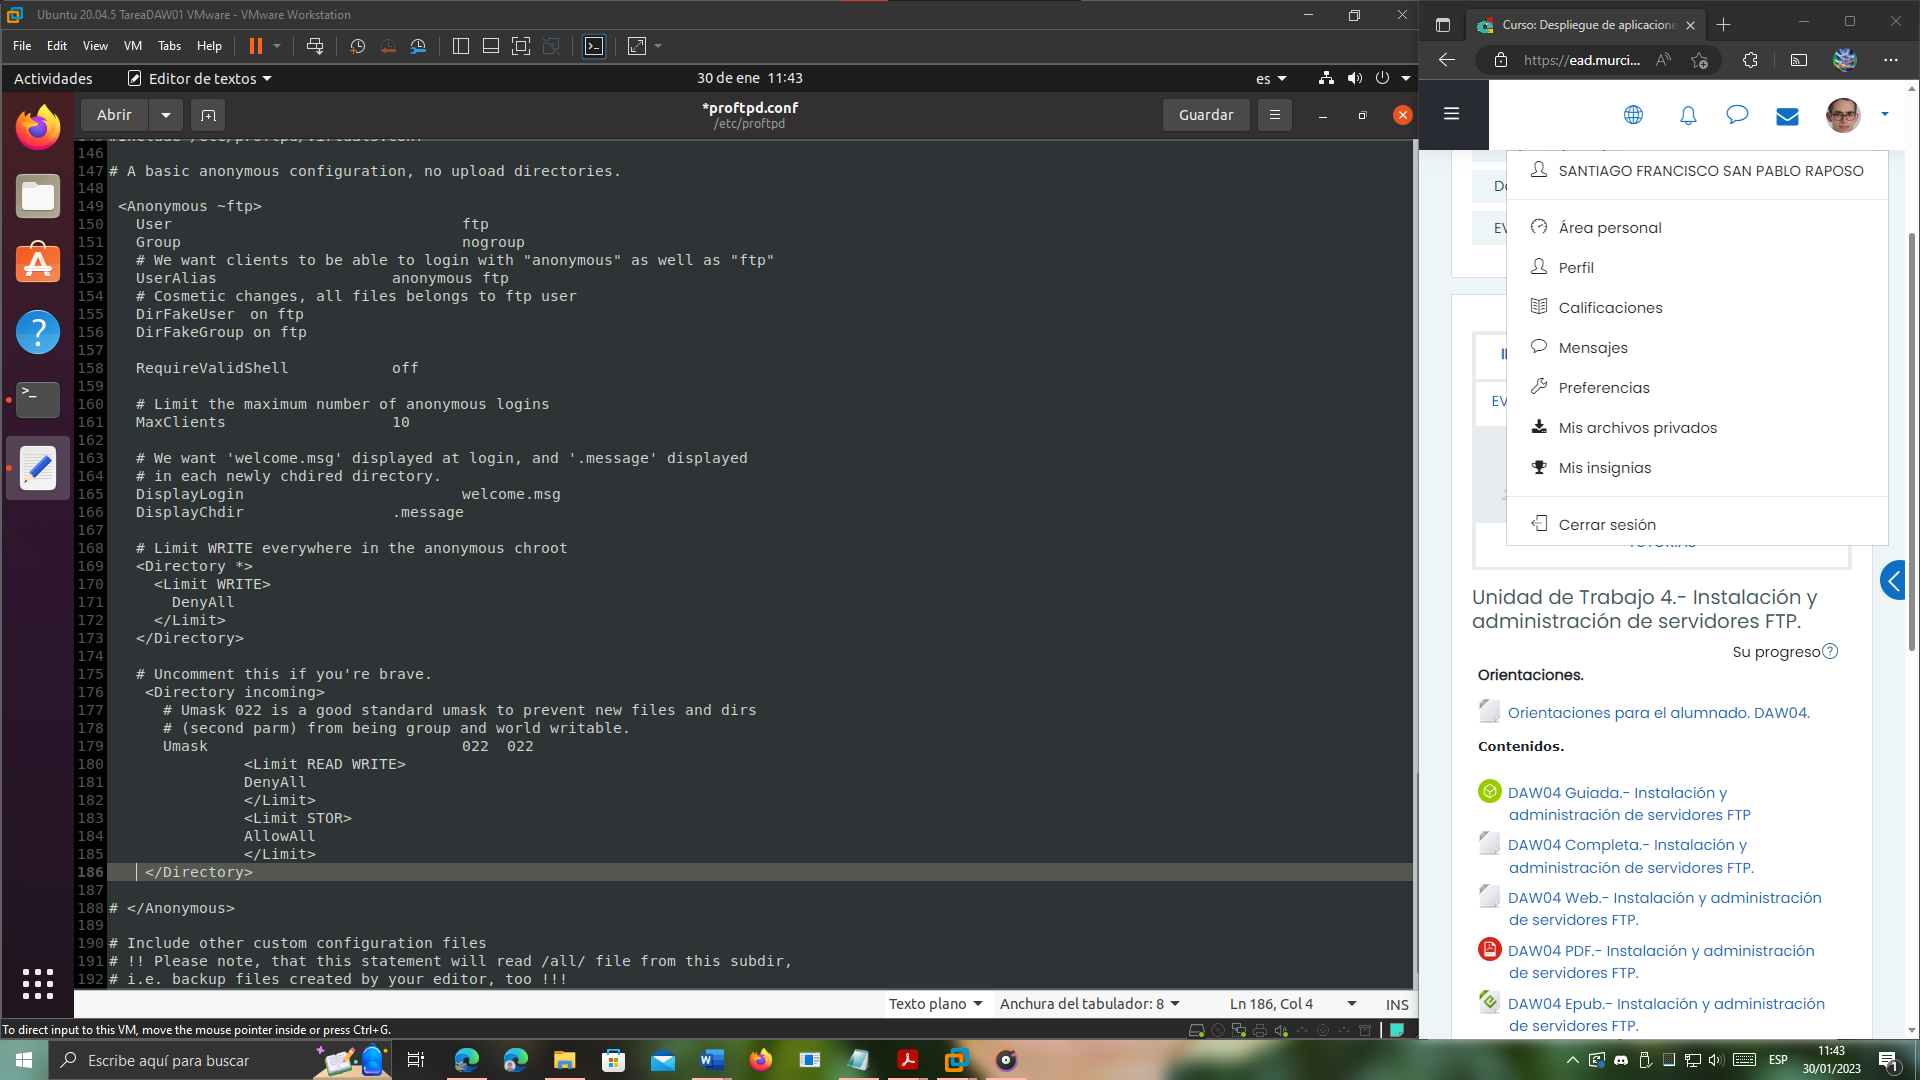 Ubuntu 20.04.5 TareaDAW01 VMware - VMware Workstation
File Edit View VM Tabs Help
Actividades Editor de textos 30 de ene 11:43 es
Abrir *proftpd.conf Guardar
/etc/proftpd
146
147 # A basic anonymous configuration, no upload directories.
148
149 <Anonymous ~ftp>
150 User ftp
151 Group nogroup
152 # We want clients to be able to login with "anonymous" as well as "ftp"
153 UserAlias anonymous ftp
154 # Cosmetic changes, all files belongs to ftp user
155 DirFakeUser on ftp
156 DirFakeGroup on ftp
157
158 RequireValidShell off
159
160 # Limit the maximum number of anonymous logins
161 MaxClients 10
162
163 # We want 'welcome.msg' displayed at login, and '.message' displayed
164 # in each newly chdired directory.
165 DisplayLogin welcome.msg
166 DisplayChdir .message
167
168 # Limit WRITE everywhere in the anonymous chroot
169 <Directory *>
170 <Limit WRITE>
171 DenyAll
172 </Limit>
173 </Directory>
174
175 # Uncomment this if you're brave.
176 <Directory incoming>
177 # Umask 022 is a good standard umask to prevent new files and dirs
178 # (second parm) from being group and world writable.
179 Umask 022 022
180 <Limit READ WRITE>
181 DenyAll
182 </Limit>
183 <Limit STOR>
184 AllowAll
185 </Limit>
186 </Directory>
187
188 # </Anonymous>
189
190 # Include other custom configuration files
191 # !! Please note, that this statement will read /all/ file from this subdir,
192 # i.e. backup files created by your editor, too !!!
Texto plano Anchura del tabulador: 8 Ln 186, Col 4 INS
To direct input to this VM, move the mouse pointer inside or press Ctrl+G.
Curso: Despliegue de aplicacione
https://ead.murci...
SANTIAGO FRANCISCO SAN PABLO RAPOSO
Área personal
Perfil
Calificaciones
Mensajes
Preferencias
Mis archivos privados
Mis insignias
Cerrar sesión
Unidad de Trabajo 4.- Instalación y
administración de servidores FTP.
Su progreso
Orientaciones.
Orientaciones para el alumnado. DAW04.
Contenidos.
DAW04 Guiada.- Instalación y
administración de servidores FTP
DAW04 Completa.- Instalación y
administración de servidores FTP.
DAW04 Web.- Instalación y administración
de servidores FTP.
DAW04 PDF.- Instalación y administración
de servidores FTP.
DAW04 Epub.- Instalación y administración
de servidores FTP.
Escribe aquí para buscar
ESP
11:43
30/01/2023
1